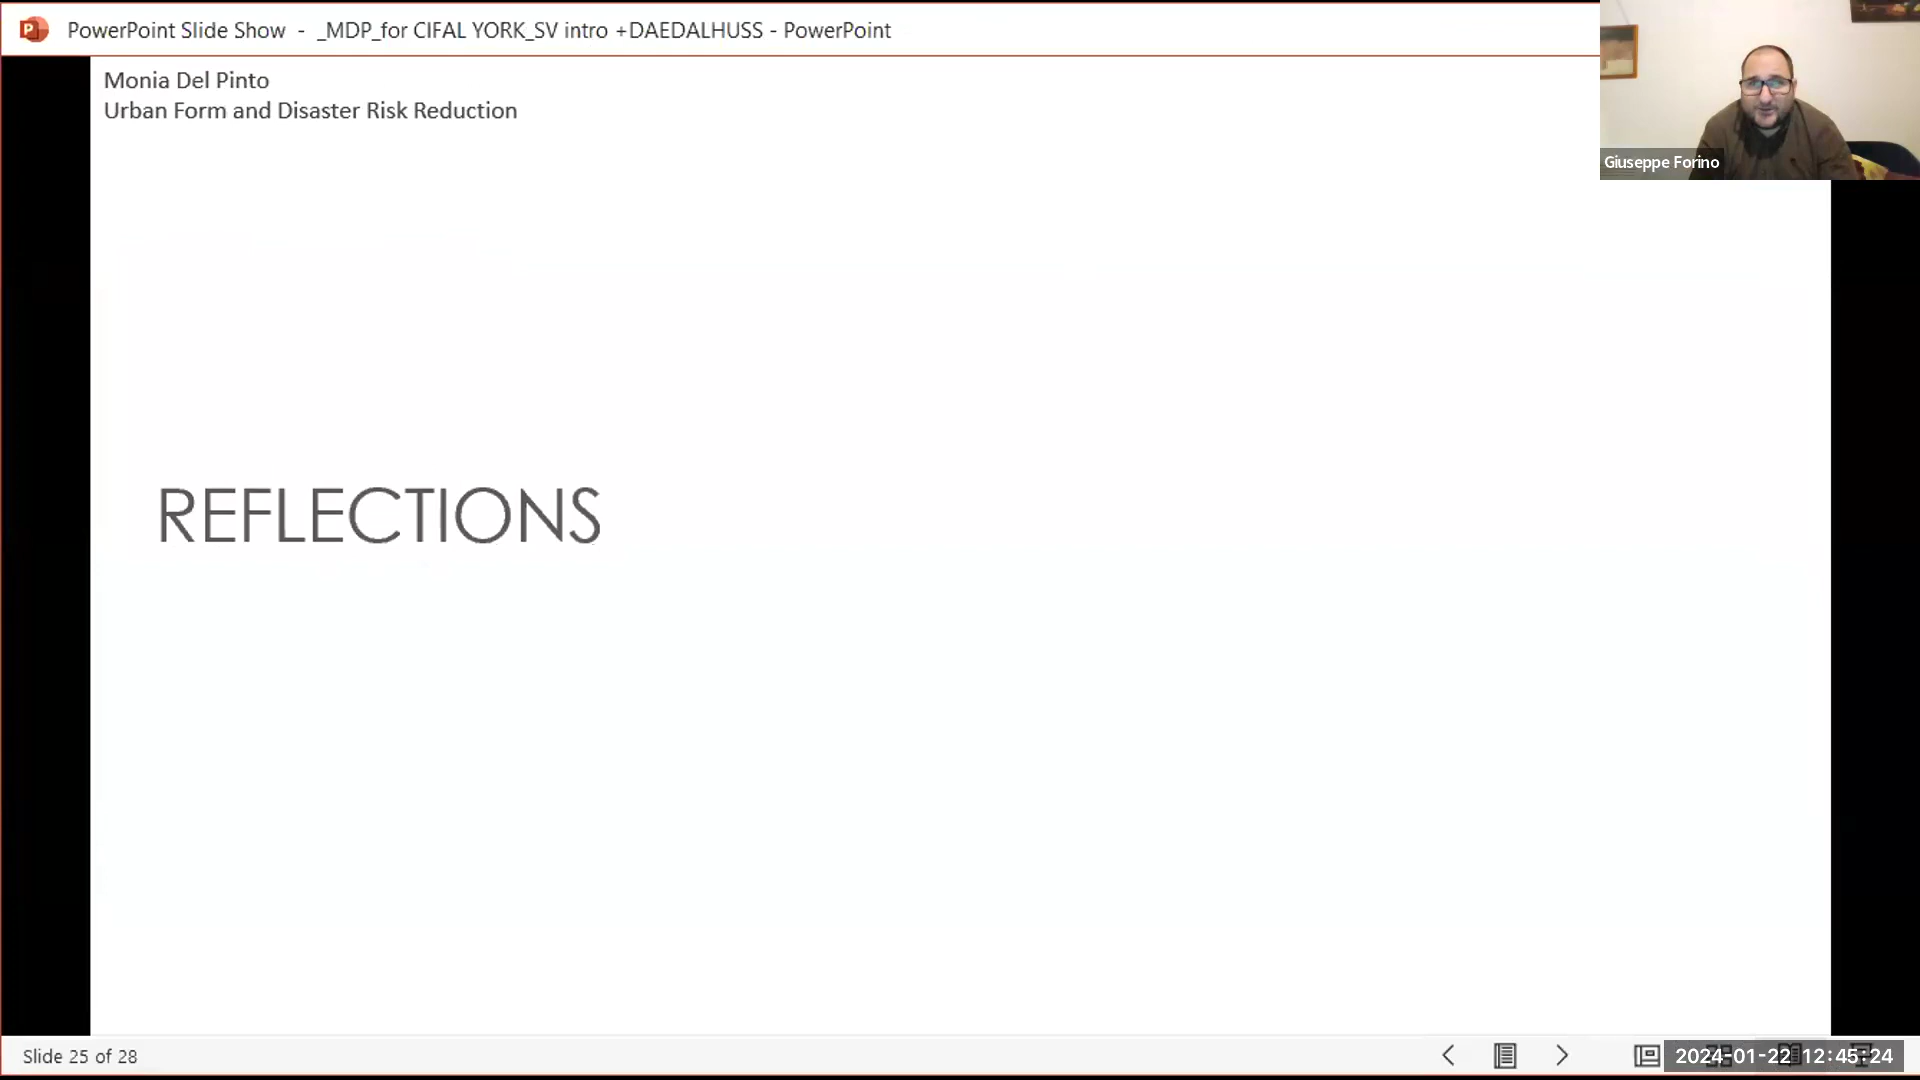 PowerPoint Slide Show - _MDP_for CIFAL YORK_SV intro +DAEDALHUSS - PowerPoint
Monia Del Pinto
Urban Form and Disaster Risk Reduction
Giuseppe Forino
REFLECTIONS
Slide 25 of 28
2024-01-22 12:45:24